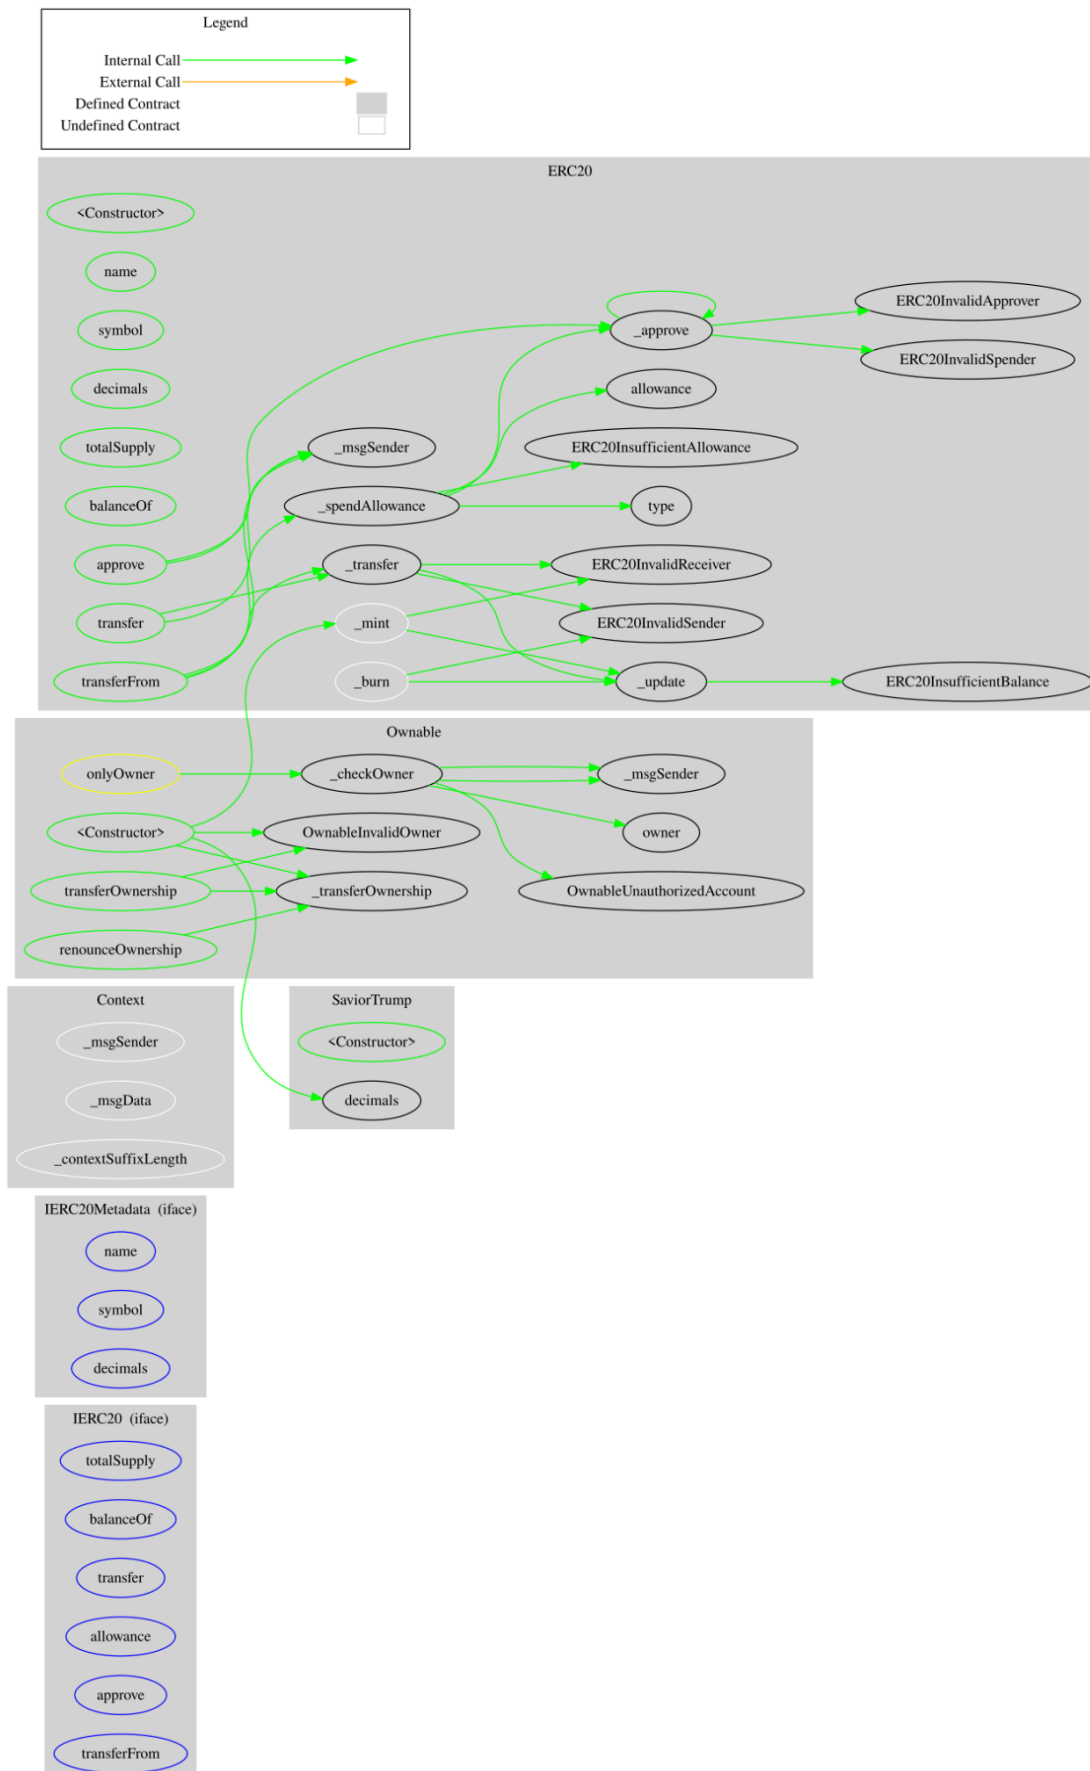 Legend
Internal Call
External Call
Defined Contract
Undefined Contract
ERC20
<Constructor>
name
symbol
decimals
totalSupply
balanceOf
approve
transfer
transferFrom
_msgSender
_spendAllowance
_transfer
_mint
_burn
_approve
allowance
ERC20InsufficientAllowance
type
ERC20InvalidReceiver
ERC20InvalidSender
_update
ERC20InvalidApprover
ERC20InvalidSpender
ERC20InsufficientBalance
Ownable
onlyOwner
<Constructor>
transferOwnership
renounceOwnership
_checkOwner
OwnableInvalidOwner
_transferOwnership
_msgSender
owner
OwnableUnauthorizedAccount
Context
_msgSender
_msgData
_contextSuffixLength
SaviorTrump
<Constructor>
decimals
IERC20Metadata (iface)
name
symbol
decimals
IERC20 (iface)
totalSupply
balanceOf
transfer
allowance
approve
transferFrom